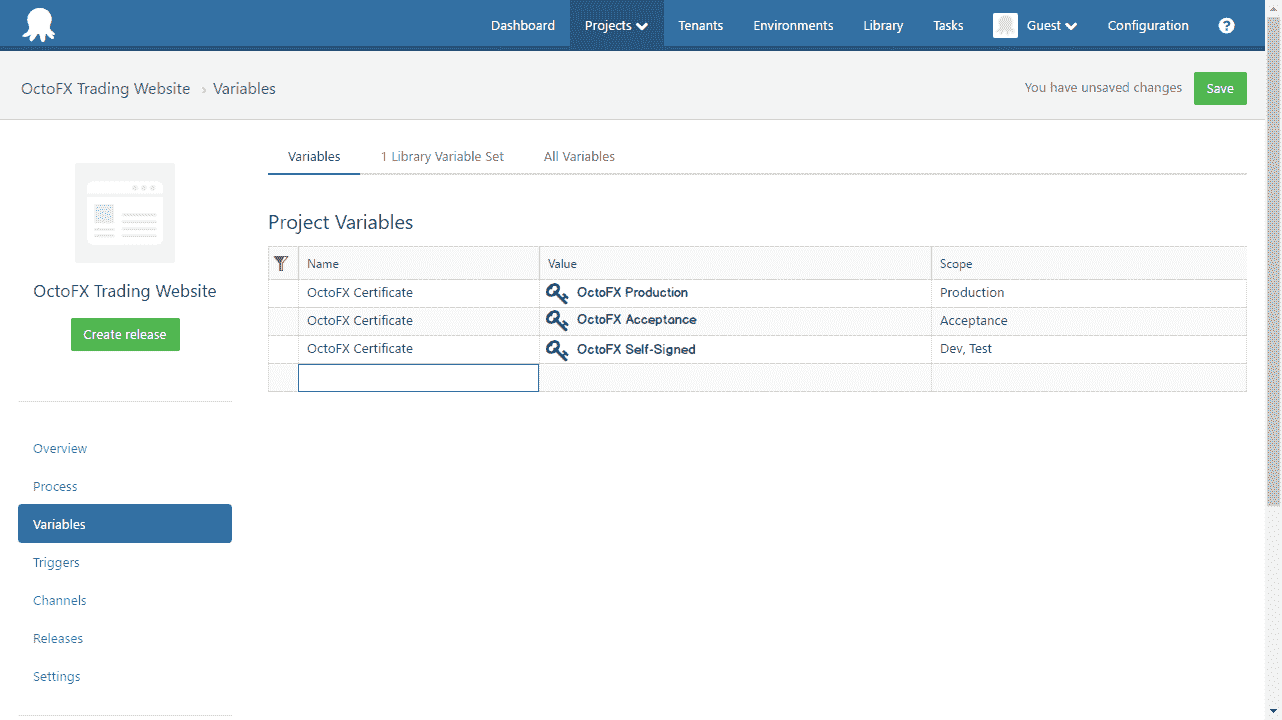 Dashboard Projects Tenants Environments Library Tasks Guest Configuration ?
OctoFX Trading Website › Variables You have unsaved changes Save
Variables 1 Library Variable Set All Variables
Project Variables
Name Value Scope
OctoFX Certificate OctoFX Production Production
OctoFX Certificate OctoFX Acceptance Acceptance
OctoFX Certificate OctoFX Self-Signed Dev, Test
OctoFX Trading Website
Create release
Overview
Process
Variables
Triggers
Channels
Releases
Settings